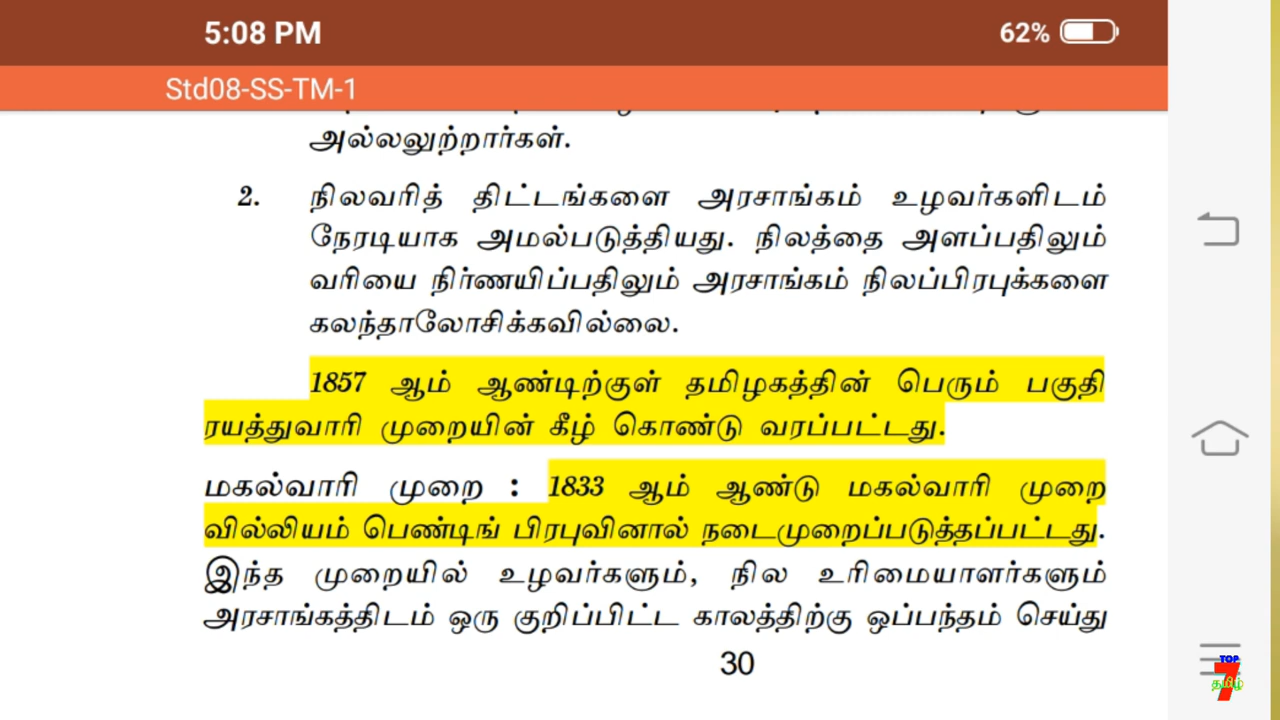 5:08 PM
62%
Std08-SS-TM-1
அல்லலுற்றார்கள்.
2. நிலவரித் திட்டங்களை அரசாங்கம் உழவர்களிடம்
நேரடியாக அமல்படுத்தியது. நிலத்தை அளப்பதிலும்
வரியை நிர்ணயிப்பதிலும் அரசாங்கம் நிலப்பிரபுக்களை
கலந்தாலோசிக்கவில்லை.
1857 ஆம் ஆண்டிற்குள் தமிழகத்தின் பெரும் பகுதி
ரயத்துவாரி முறையின் கீழ் கொண்டு வரப்பட்டது.
மகல்வாரி முறை : 1833 ஆம் ஆண்டு மகல்வாரி முறை
வில்லியம் பெண்டிங் பிரபுவினால் நடைமுறைப்படுத்தப்பட்டது.
இந்த முறையில் உழவர்களும், நில உரிமையாளர்களும்
அரசாங்கத்திடம் ஒரு குறிப்பிட்ட காலத்திற்கு ஒப்பந்தம் செய்து
30
TOP
7
தமிழ்